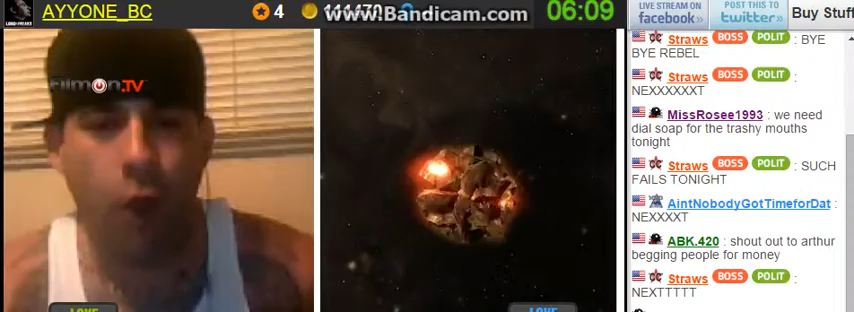 AYYONE_BC
4
www.Bandicam.com
06:09
LIVE STREAM ON
facebook»
POST THIS TO
twitter»
Buy Stuff
FilmOn.TV
Straws BOSS POLIT : BYE
BYE REBEL
Straws BOSS POLIT :
NEXXXXXXT
MissRosee1993 : we need
dial soap for the trashy mouths
tonight
Straws BOSS POLIT : SUCH
FAILS TONIGHT
AintNobodyGotTimeforDat :
NEXXXXT
ABK.420 : shout out to arthur
begging people for money
Straws BOSS POLIT :
NEXTTTTT
LOVE
LOVE